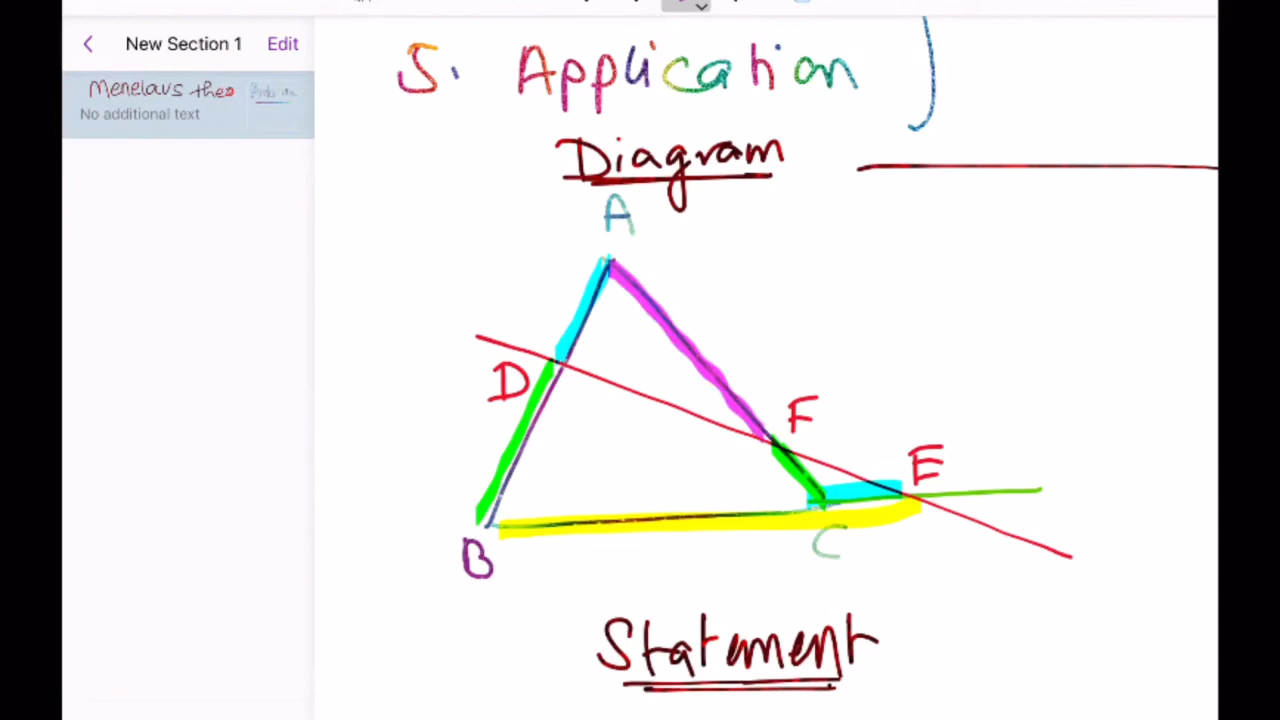 New Section 1 Edit
Menelaus theo
No additional text
5. Application
Diagram
A
D
F
E
B
C
Statement